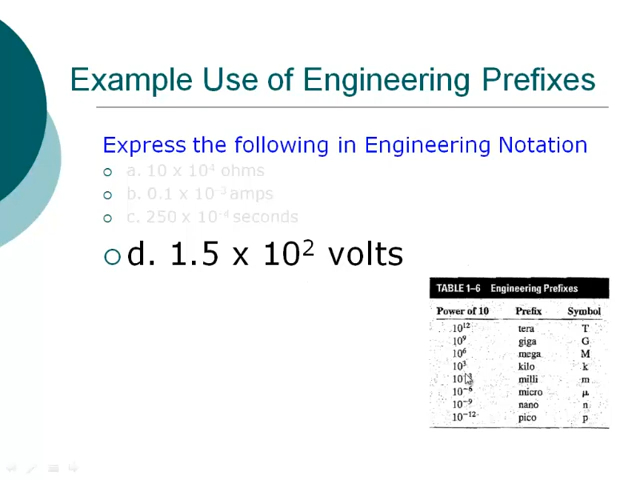 Example Use of Engineering Prefixes
Express the following in Engineering Notation
a. 10 x 10⁴ ohms
b. 0.1 x 10⁻³ amps
c. 250 x 10⁻⁴ seconds
d. 1.5 x 10² volts
TABLE 1–6 Engineering Prefixes
Power of 10 Prefix Symbol
10¹² tera T
10⁹ giga G
10⁶ mega M
10³ kilo k
10⁻³ milli m
10⁻⁶ micro μ
10⁻⁹ nano n
10⁻¹² pico p